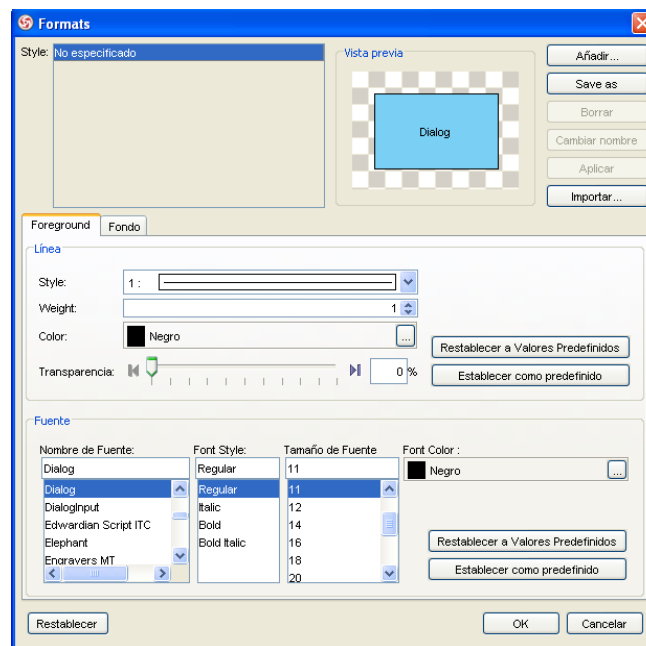 Formats
Style: No especificado
Vista previa
Dialog
Añadir...
Save as
Borrar
Cambiar nombre
Aplicar
Importar...
Foreground Fondo
Línea
Style: 1 :
Weight: 1
Color: Negro ...
Transparencia: 0 %
Restablecer a Valores Predefinidos
Establecer como predefinido
Fuente
Nombre de Fuente: Font Style: Tamaño de Fuente Font Color :
Dialog Regular 11 Negro ...
Dialog Regular 11
DialogInput Italic 12
Edwardian Script ITC Bold 14
Elephant Bold Italic 16
Engravers MT 18
20
Restablecer a Valores Predefinidos
Establecer como predefinido
Restablecer OK Cancelar